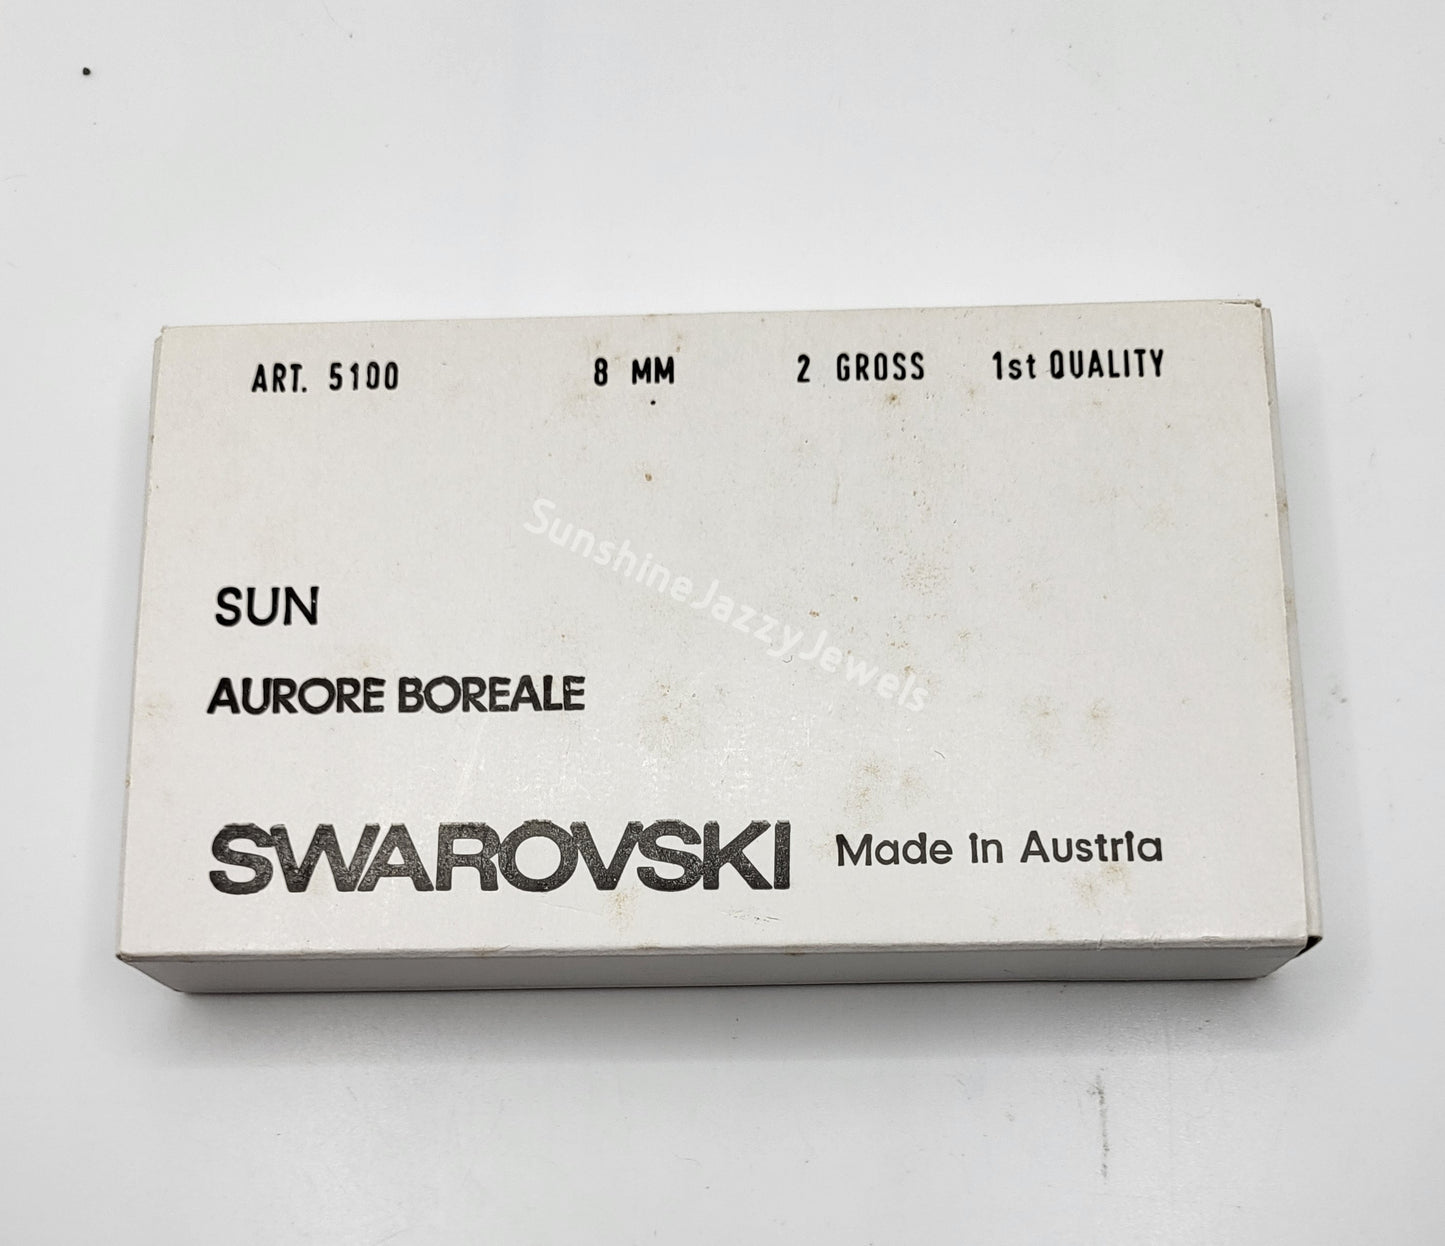 ART. 5100 8 MM 2 GROSS 1st QUALITY
SunshineJazzyJewels
SUN
AURORE BOREALE
SWAROVSKI Made in Austria